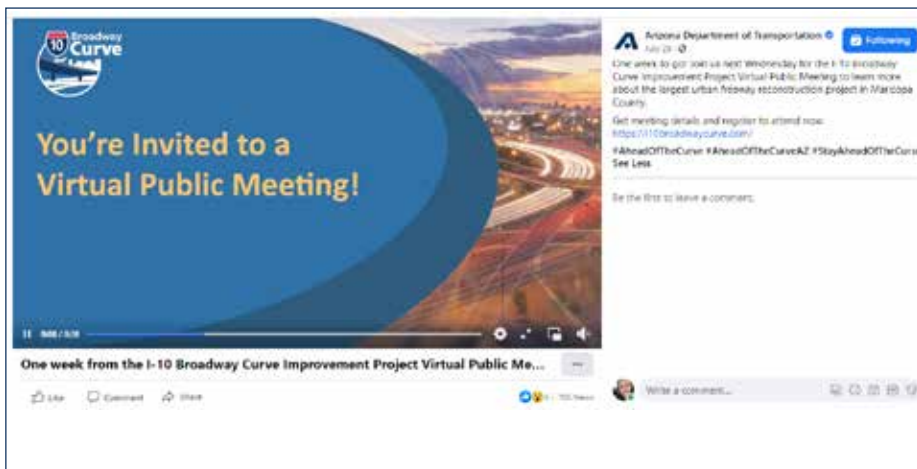 10
Broadway
Curve
You're Invited to a
Virtual Public Meeting!
One week from the I-10 Broadway Curve Improvement Project Virtual Public Me...
Like
Comment
Share
Arizona Department of Transportation
Following
One week to go! Join us next Wednesday for the I-10 Broadway
Curve Improvement Project Virtual Public Meeting to learn more
about the largest urban freeway reconstruction project in Maricopa
County.
Get meeting details and register to attend now:
https://i10broadwaycurve.com/
#AheadOfTheCurve #AheadOfTheCurveAZ #StayAheadOfTheCurve
See Less
Be the first to leave a comment.
Write a comment...